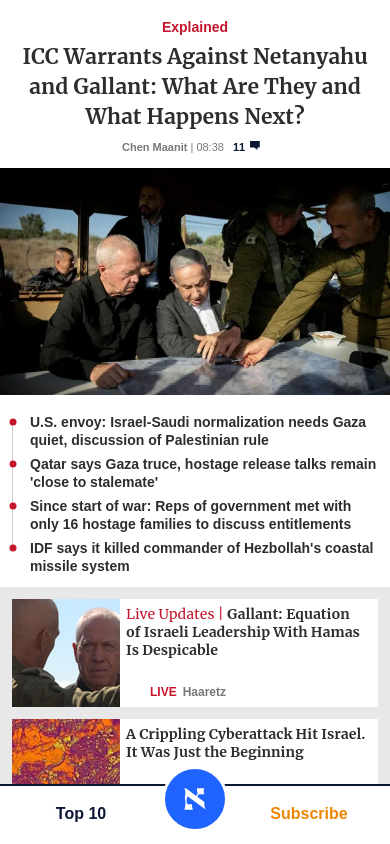 Explained
ICC Warrants Against Netanyahu
and Gallant: What Are They and
What Happens Next?
Chen Maanit | 08:38 11
U.S. envoy: Israel-Saudi normalization needs Gaza
quiet, discussion of Palestinian rule
Qatar says Gaza truce, hostage release talks remain
'close to stalemate'
Since start of war: Reps of government met with
only 16 hostage families to discuss entitlements
IDF says it killed commander of Hezbollah's coastal
missile system
Live Updates | Gallant: Equation
of Israeli Leadership With Hamas
Is Despicable
LIVE Haaretz
A Crippling Cyberattack Hit Israel.
It Was Just the Beginning
Top 10
א
Subscribe